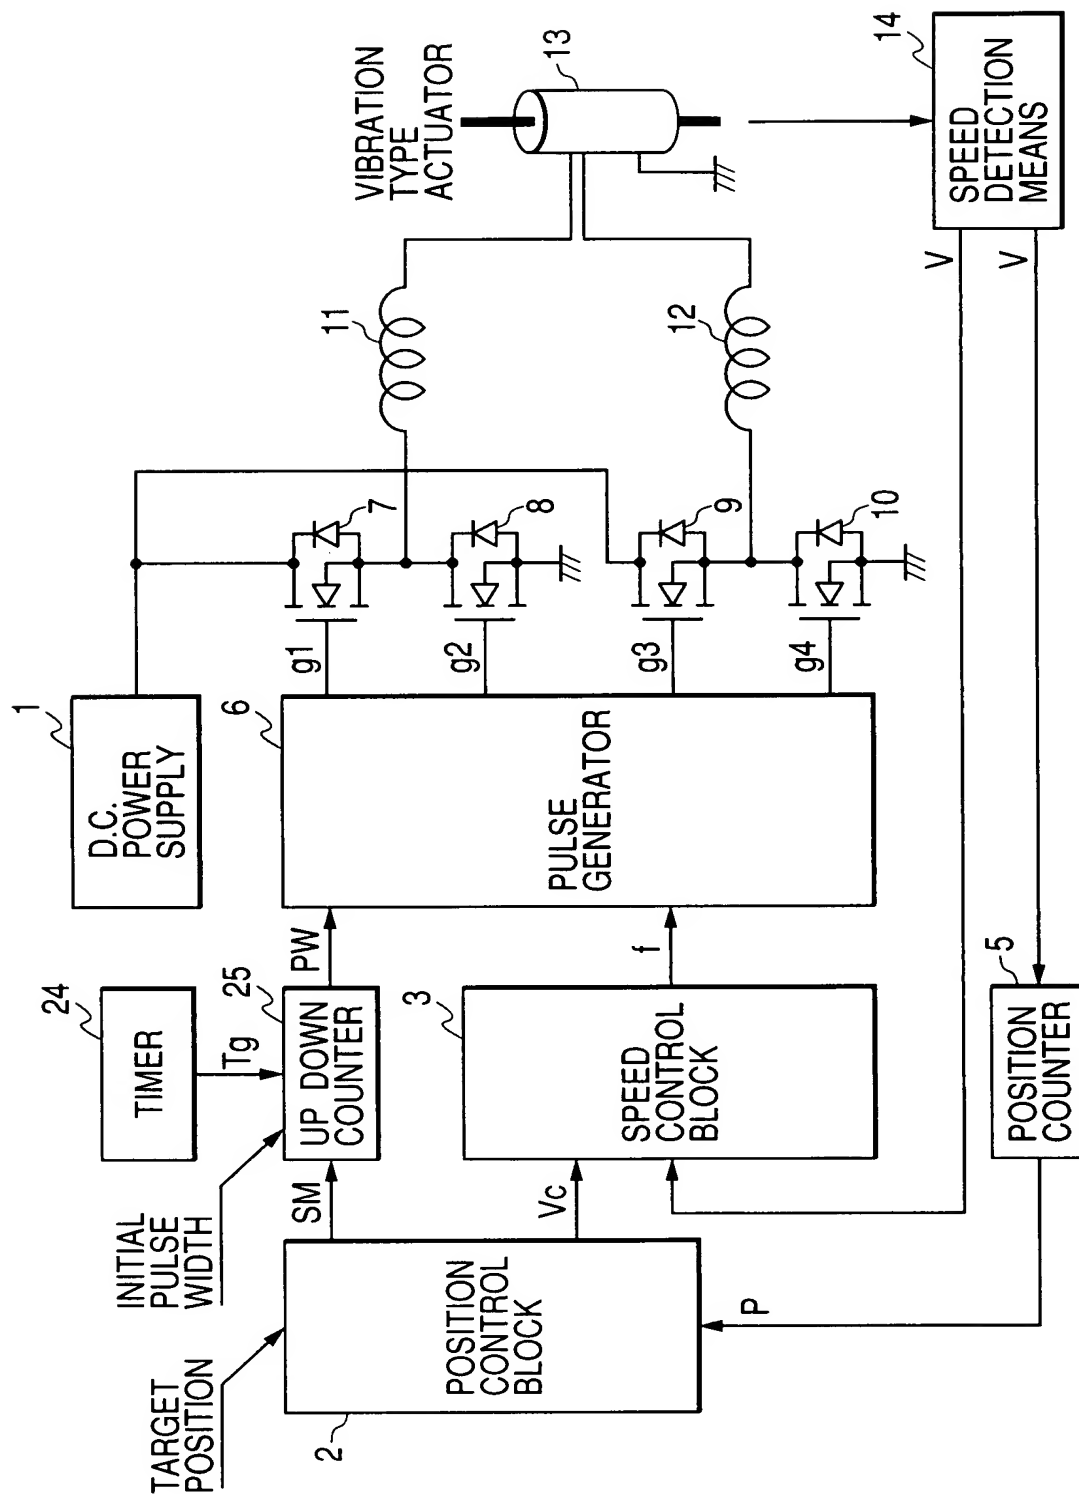 TARGET
POSITION
2
POSITION
CONTROL
BLOCK
INITIAL
PULSE
WIDTH
SM
Vc
P
24
TIMER
Tg
25
UP DOWN
COUNTER
3
SPEED
CONTROL
BLOCK
5
POSITION
COUNTER
PW
f
1
D.C.
POWER
SUPPLY
6
PULSE
GENERATOR
g1
g2
g3
g4
7
8
9
10
11
12
VIBRATION
TYPE
ACTUATOR
13
14
SPEED
DETECTION
MEANS
V
V